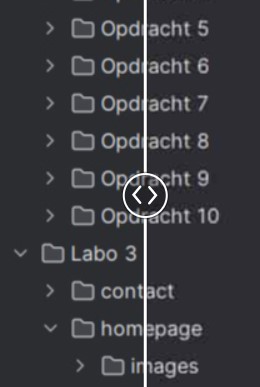 Opdracht 5
Opdracht 6
Opdracht 7
Opdracht 8
Opdracht 9
Opdracht 10
Labo 3
contact
homepage
images